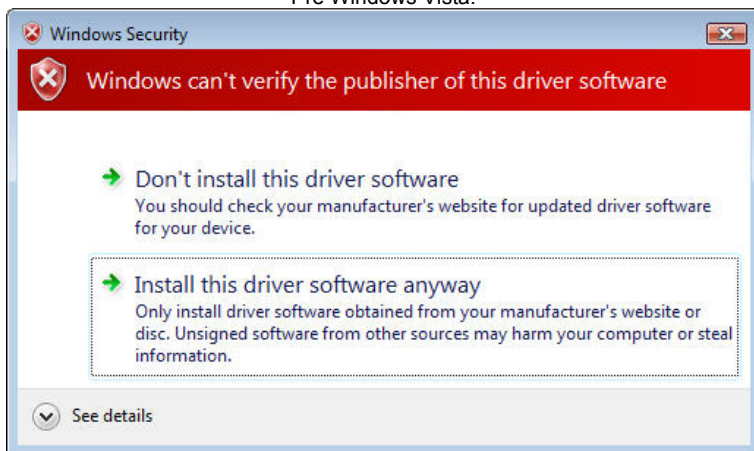 Pre Windows Vista.
Windows Security
Windows can't verify the publisher of this driver software
Don't install this driver software
You should check your manufacturer's website for updated driver software
for your device.
Install this driver software anyway
Only install driver software obtained from your manufacturer's website or
disc. Unsigned software from other sources may harm your computer or steal
information.
See details